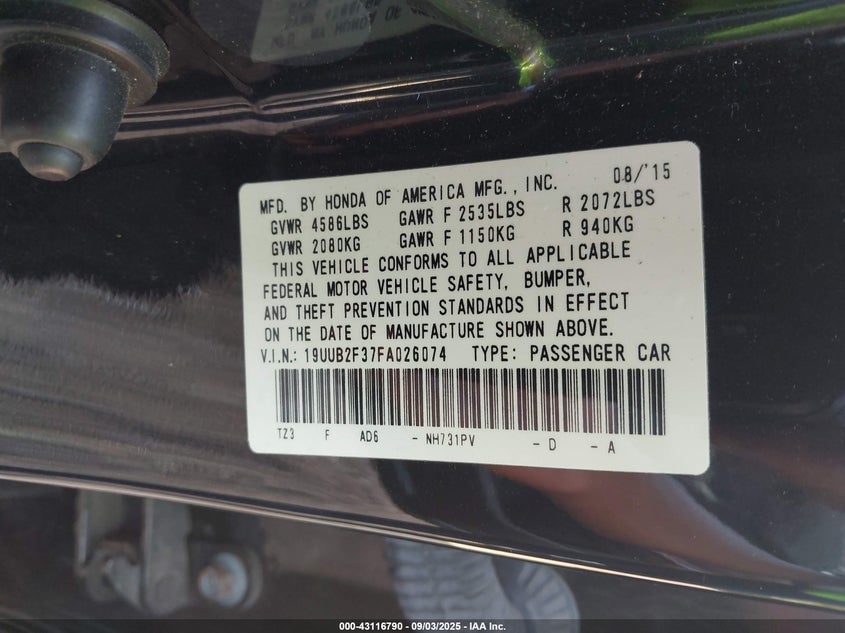 MFD. BY HONDA OF AMERICA MFG., INC. 08/'15
GVWR 4586LBS GAWR F 2535LBS R 2072LBS
GVWR 2080KG GAWR F 1150KG R 940KG
THIS VEHICLE CONFORMS TO ALL APPLICABLE
FEDERAL MOTOR VEHICLE SAFETY, BUMPER,
AND THEFT PREVENTION STANDARDS IN EFFECT
ON THE DATE OF MANUFACTURE SHOWN ABOVE.
V.I.N.: 19UUB2F37FA026074 TYPE: PASSENGER CAR
TZ3 F AD6 - NH731PV - D - A
000-43116790 - 09/03/2025 - IAA Inc.